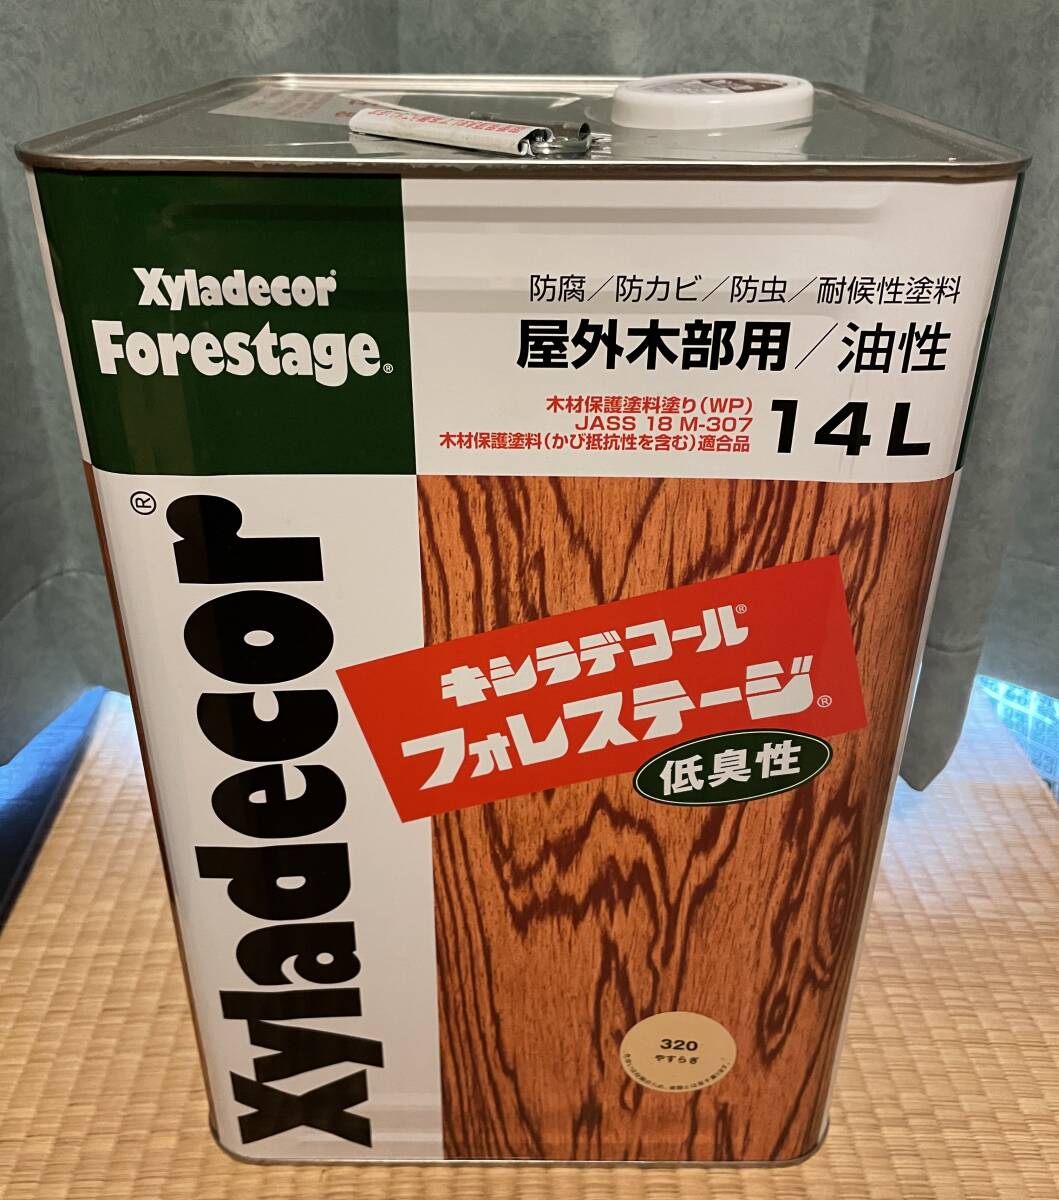 Xyladecor®
Forestage®
防腐／防カビ／防虫／耐候性塗料
屋外木部用／油性
木材保護塗料塗り(WP)
JASS 18 M-307
木材保護塗料(かび抵抗性を含む)適合品
14L
Xyladecor®
キシラデコール®
フォレステージ®
低臭性
320
やすらぎ